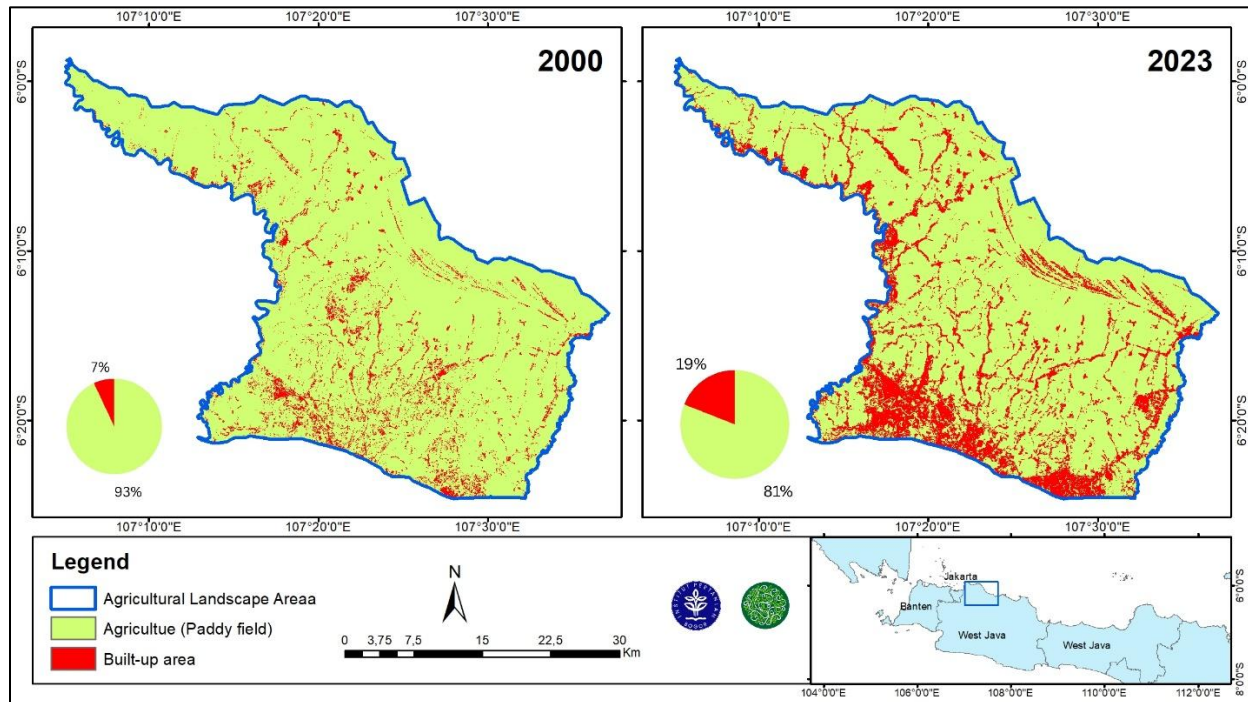 107°10'0"E 107°20'0"E 107°30'0"E
107°10'0"E 107°20'0"E 107°30'0"E
2000
2023
6°0'0"S
6°10'0"S
6°20'0"S
6°0'0"S
6°10'0"S
6°20'0"S
7%
93%
19%
81%
107°10'0"E 107°20'0"E 107°30'0"E
107°10'0"E 107°20'0"E 107°30'0"E
Legend
Agricultural Landscape Areaa
Agricultue (Paddy field)
Built-up area
N
0 3,75 7,5 15 22,5 30
Km
INSTITUT PERTANIAN
BOGOR
Jakarta
Banten
West Java
West Java
6°0'0"S
8°0'0"S
104°0'0"E 106°0'0"E 108°0'0"E 110°0'0"E 112°0'0"E